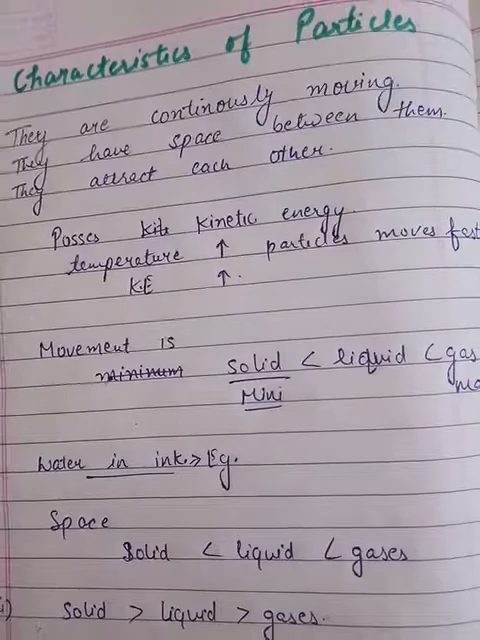 Characteristics of Particles
They are continously moving.
They have space between them.
They attract each other.
Posses kinetic energy.
temperature ↑ particles moves fast
K.E ↑.
Movement is
minimum solid < liquid < gas
Mini
water in ink > Eg.
Space
Solid < liquid < gases
Solid > liquid > gases.